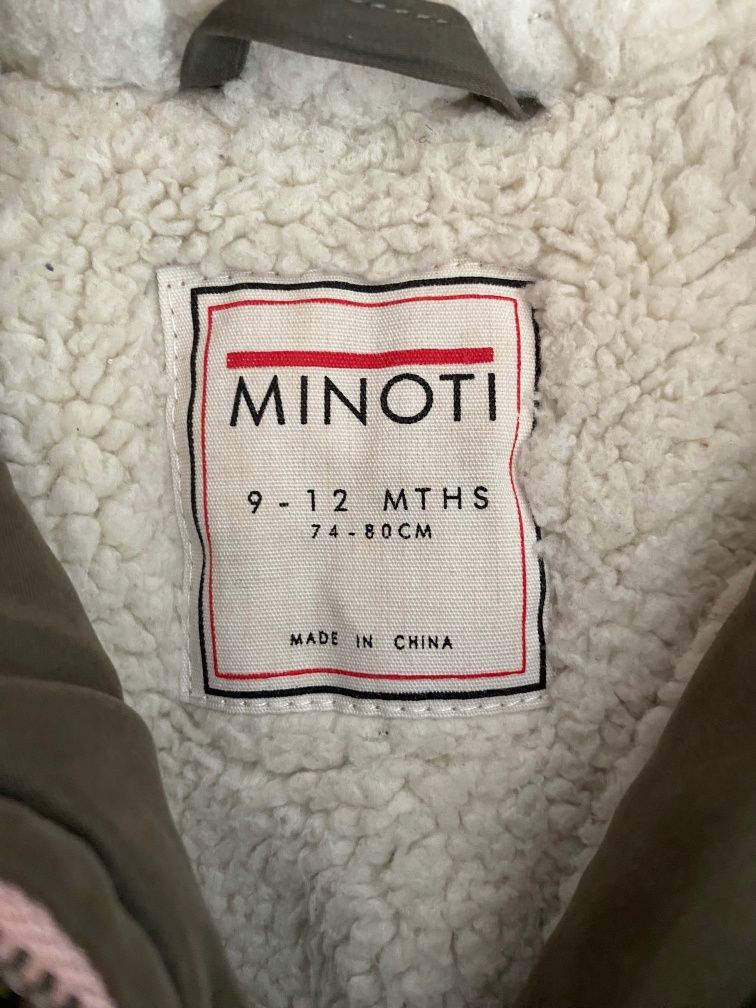 MINOTI
9 - 12 MTHS
74 - 80CM
MADE IN CHINA